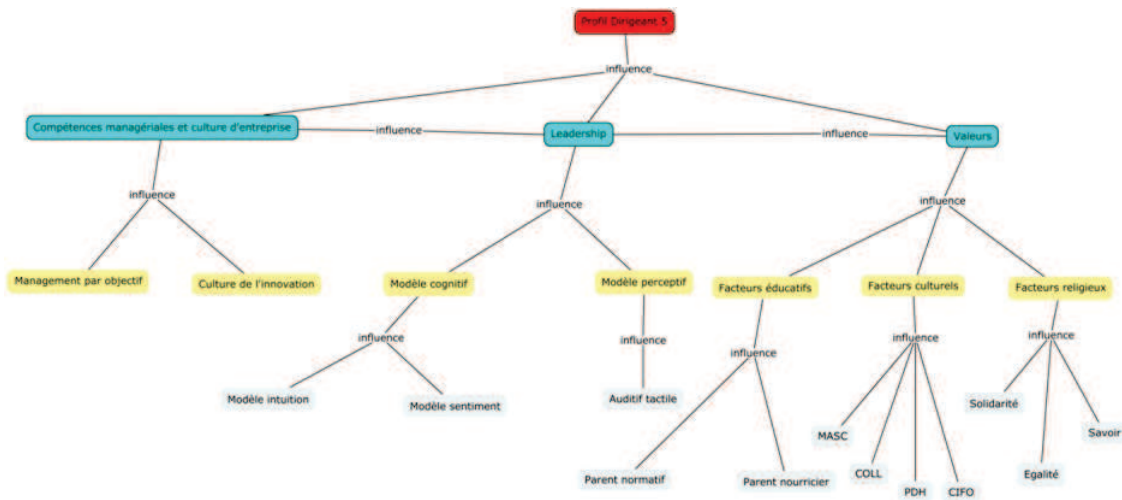 Profil Dirigeant 5
influence
Compétences managériales et culture d'entreprise
influence
Leadership
influence
Valeurs
influence
influence
influence
Management par objectif
Culture de l'innovation
Modèle cognitif
Modèle perceptif
Facteurs éducatifs
Facteurs culturels
Facteurs religieux
influence
influence
influence
influence
influence
Modèle intuition
Modèle sentiment
Auditif tactile
Parent normatif
Parent nourricier
MASC
COLL
PDH
CIFO
Solidarité
Egalité
Savoir